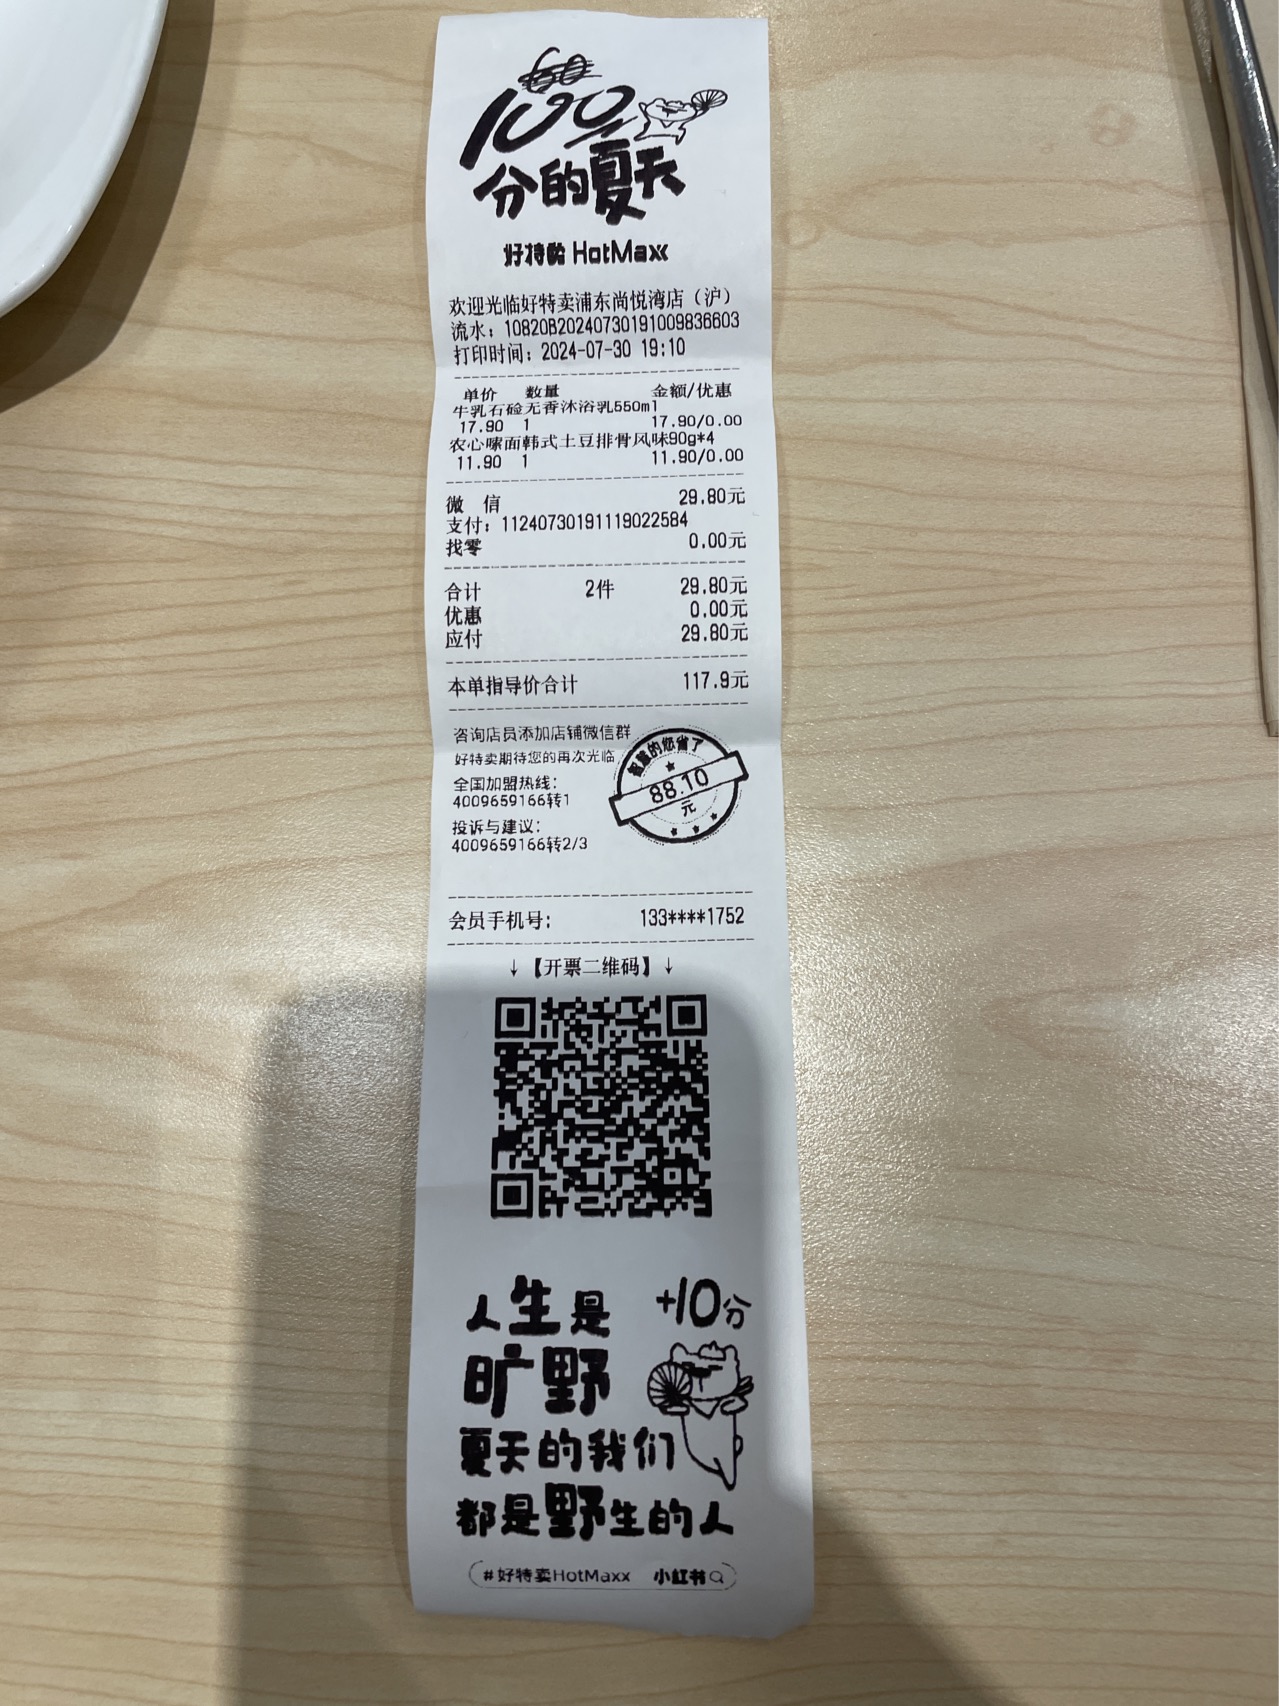 100
分的夏天
好特卖 HotMaxx
欢迎光临好特卖浦东尚悦湾店（沪）
流水：10820B20240730191009836603
打印时间：2024-07-30 19:10
单价 数量 金额/优惠
牛乳石硷无香沐浴乳550ml
17.90 1 17.90/0.00
农心嗦面韩式土豆排骨风味90g*4
11.90 1 11.90/0.00
微 信 29.80元
支付：11240730191119022584
找零 0.00元
合计 2件 29.80元
优惠 0.00元
应付 29.80元
本单指导价合计 117.9元
咨询店员添加店铺微信群
好特卖期待您的再次光临
全国加盟热线：
4009659166转1
投诉与建议：
4009659166转2/3
智慧的您省了
88.10
元
会员手机号： 133****1752
↓【开票二维码】↓
人生是 +10分
旷野
夏天的我们
都是野生的人
#好特卖HotMaxx 小红书